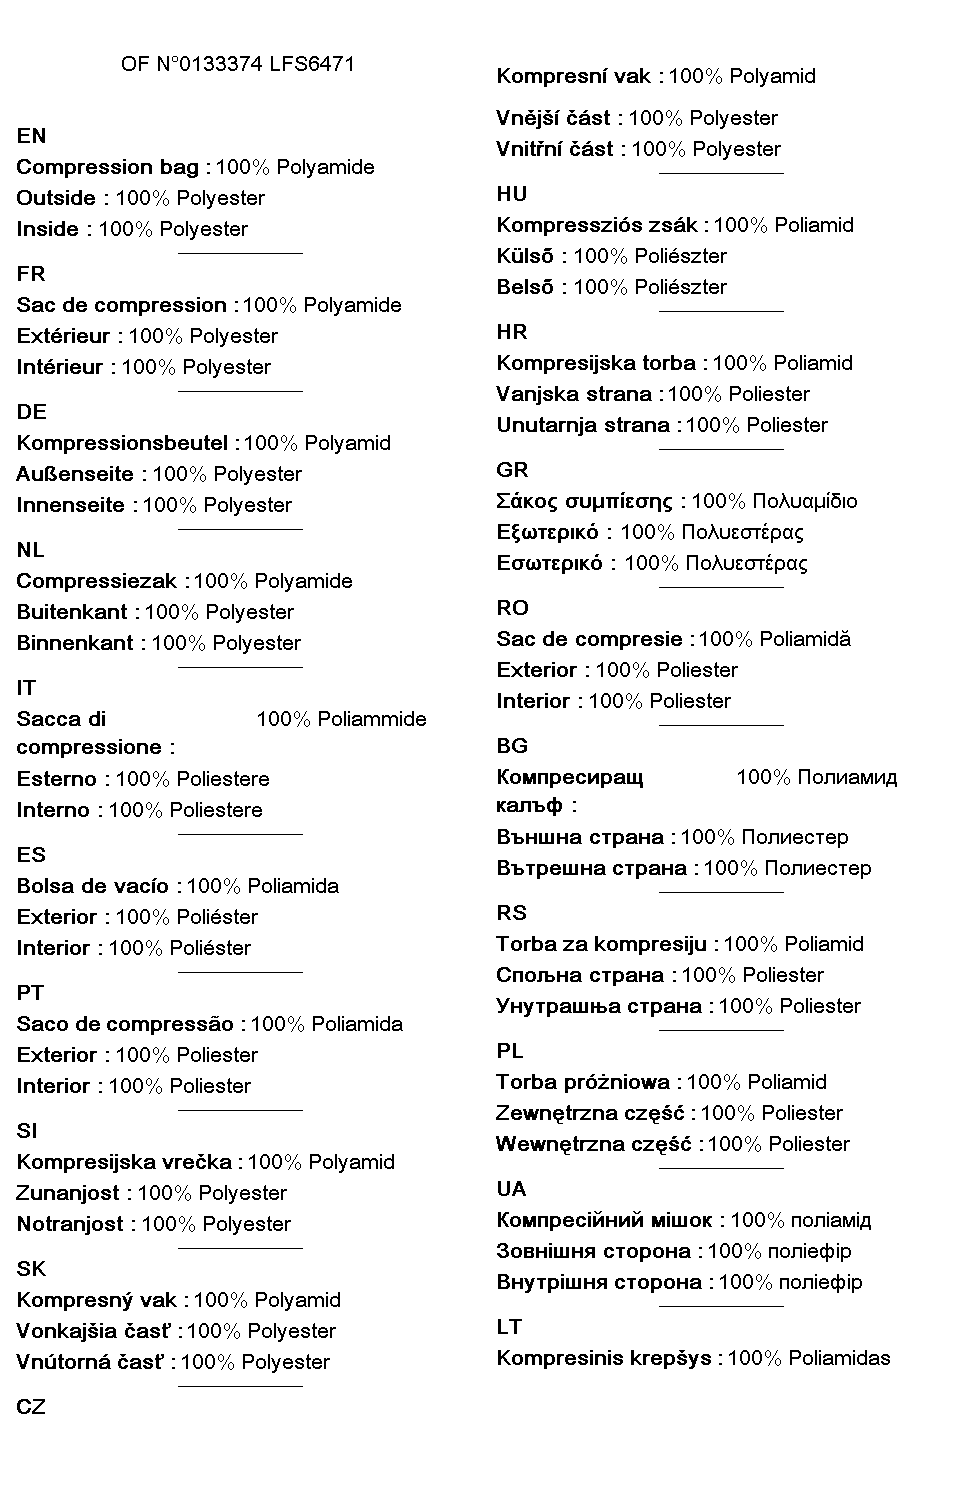 OF N°0133374 LFS6471
EN
Compression bag : 100% Polyamide
Outside : 100% Polyester
Inside : 100% Polyester
FR
Sac de compression : 100% Polyamide
Extérieur : 100% Polyester
Intérieur : 100% Polyester
DE
Kompressionsbeutel : 100% Polyamid
Außenseite : 100% Polyester
Innenseite : 100% Polyester
NL
Compressiezak : 100% Polyamide
Buitenkant : 100% Polyester
Binnenkant : 100% Polyester
IT
Sacca di 100% Poliammide
compressione :
Esterno : 100% Poliestere
Interno : 100% Poliestere
ES
Bolsa de vacío : 100% Poliamida
Exterior : 100% Poliéster
Interior : 100% Poliéster
PT
Saco de compressão : 100% Poliamida
Exterior : 100% Poliester
Interior : 100% Poliester
SI
Kompresijska vrečka : 100% Polyamid
Zunanjost : 100% Polyester
Notranjost : 100% Polyester
SK
Kompresný vak : 100% Polyamid
Vonkajšia časť : 100% Polyester
Vnútorná časť : 100% Polyester
CZ
Kompresní vak : 100% Polyamid
Vnější část : 100% Polyester
Vnitřní část : 100% Polyester
HU
Kompressziós zsák : 100% Poliamid
Külsõ : 100% Poliészter
Belsõ : 100% Poliészter
HR
Kompresijska torba : 100% Poliamid
Vanjska strana : 100% Poliester
Unutarnja strana : 100% Poliester
GR
Σάκος συμπίεσης : 100% Πολυαμίδιο
Εξωτερικό : 100% Πολυεστέρας
Εσωτερικό : 100% Πολυεστέρας
RO
Sac de compresie : 100% Poliamidă
Exterior : 100% Poliester
Interior : 100% Poliester
BG
Компресиращ 100% Полиамид
калъф :
Външна страна : 100% Полиестер
Вътрешна страна : 100% Полиестер
RS
Torba za kompresiju : 100% Poliamid
Спољна страна : 100% Poliester
Унутрашња страна : 100% Poliester
PL
Torba próżniowa : 100% Poliamid
Zewnętrzna część : 100% Poliester
Wewnętrzna część : 100% Poliester
UA
Компресійний мішок : 100% поліамід
Зовнішня сторона : 100% поліефір
Внутрішня сторона : 100% поліефір
LT
Kompresinis krepšys : 100% Poliamidas